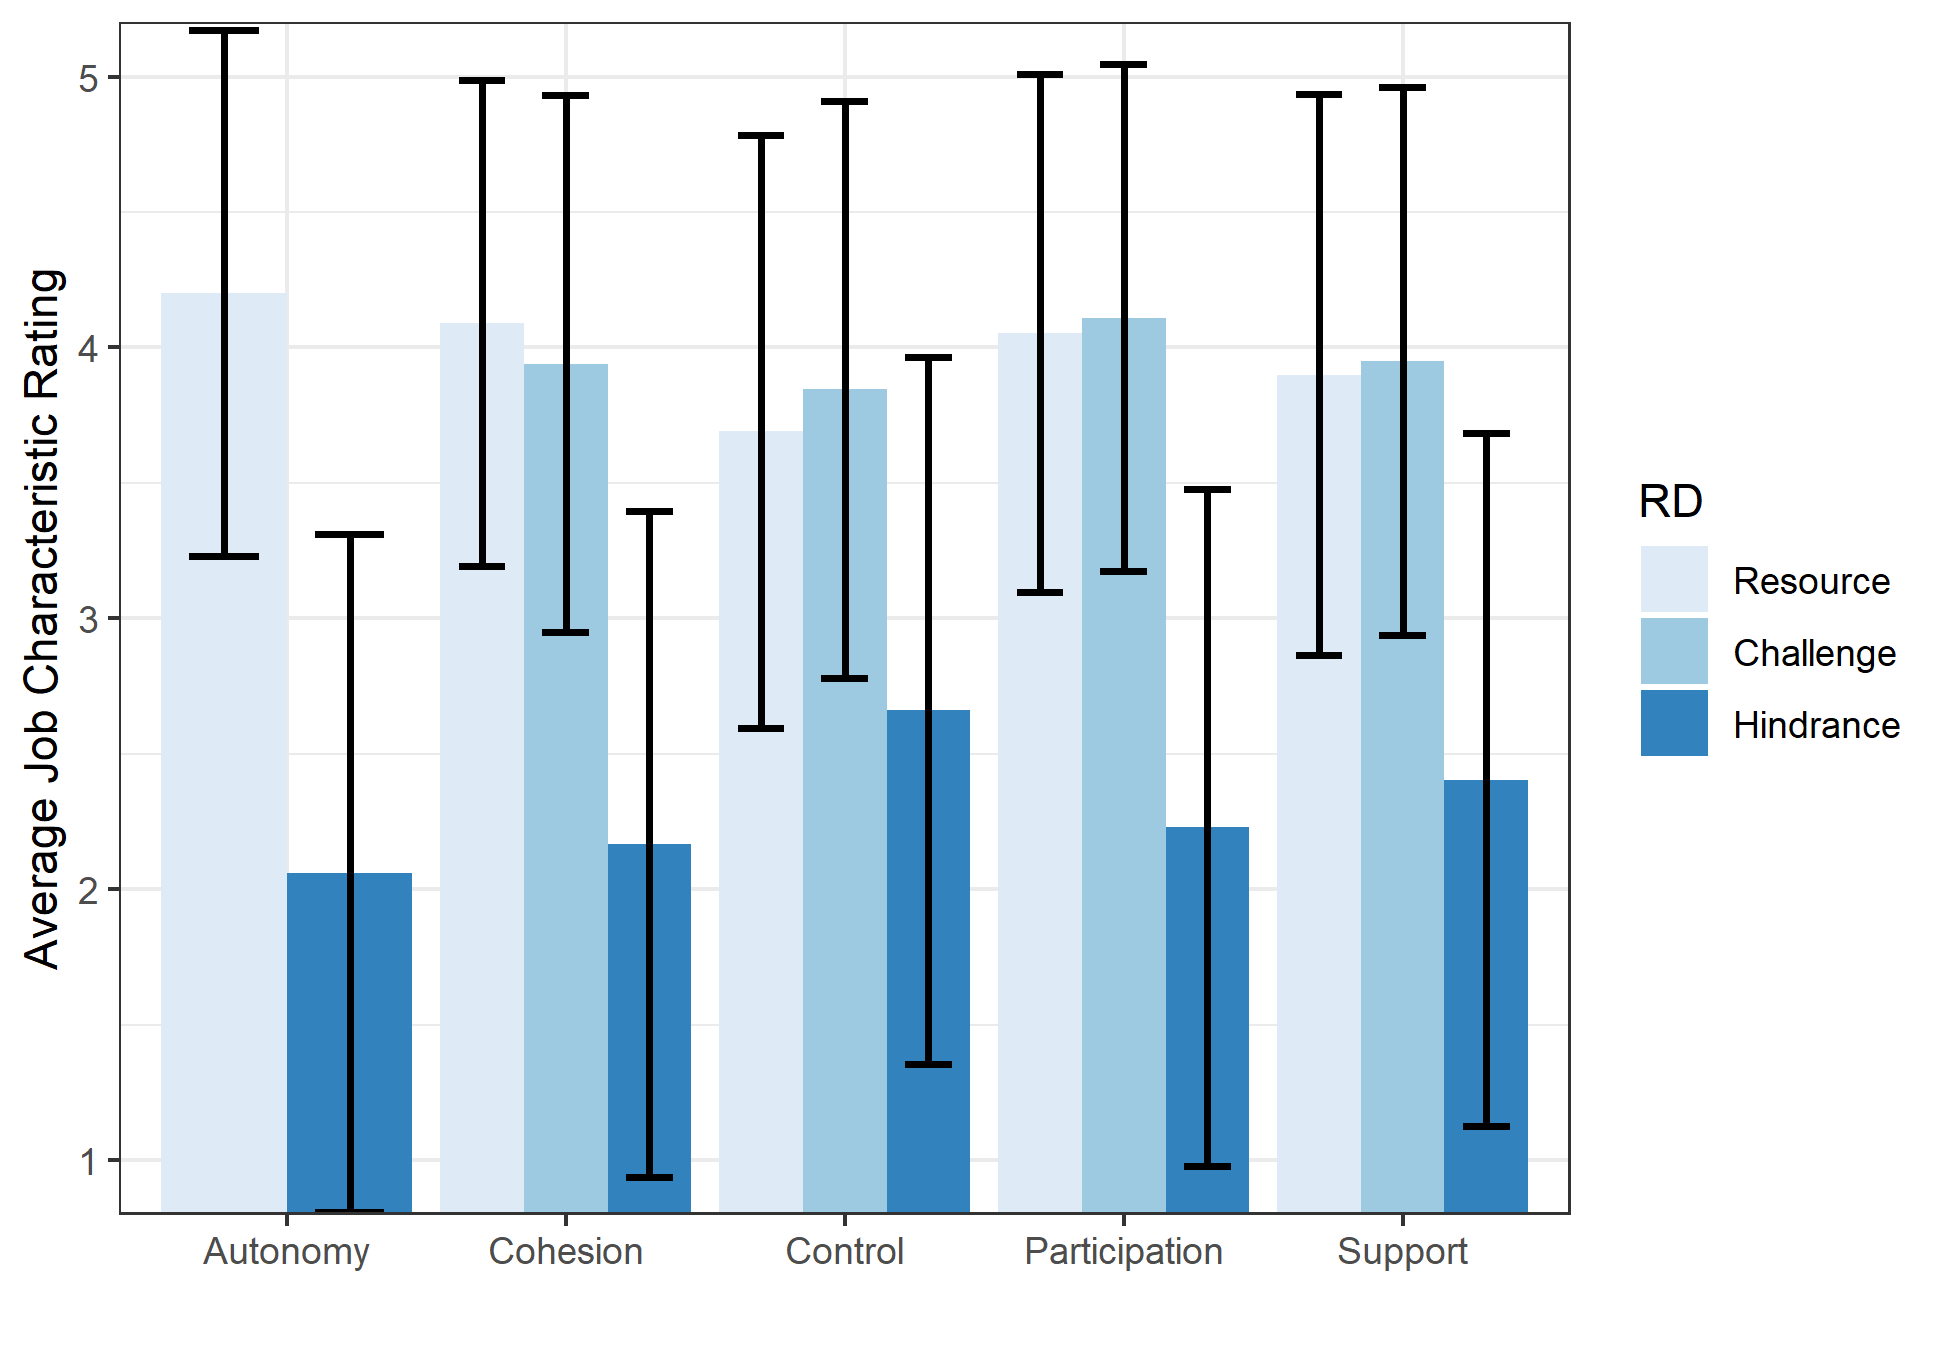 Average Job Characteristic Rating
5
4
3
2
1
Autonomy
Cohesion
Control
Participation
Support
RD
Resource
Challenge
Hindrance